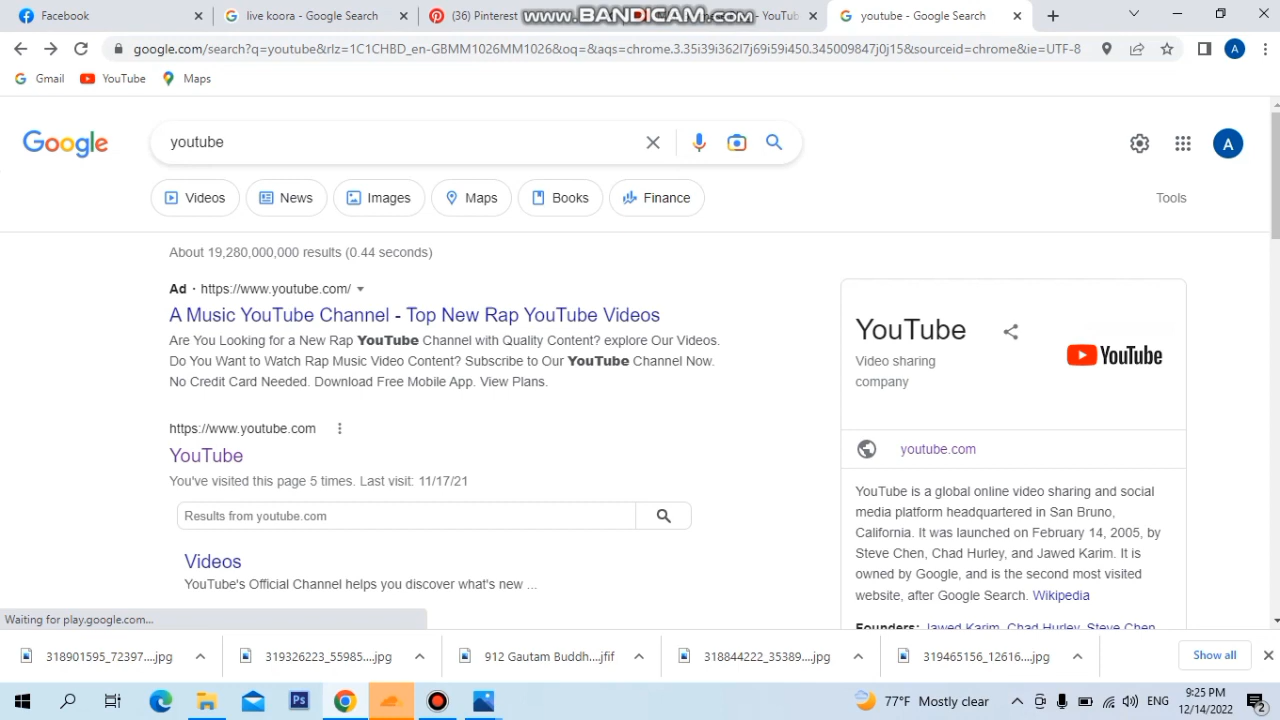 Facebook
live koora - Google Search
(36) Pinterest
YouTu
www.BANDICAM.com
youtube - Google Search
google.com/search?q=youtube&rlz=1C1CHBD_en-GBMM1026MM1026&oq=&aqs=chrome.3.35i39i362l7j69i59i450.345009847j0j15&sourceid=chrome&ie=UTF-8
A
Gmail
YouTube
Maps
Google
youtube
A
Videos
News
Images
Maps
Books
Finance
Tools
About 19,280,000,000 results (0.44 seconds)
Ad · https://www.youtube.com/
A Music YouTube Channel - Top New Rap YouTube Videos
Are You Looking for a New Rap YouTube Channel with Quality Content? explore Our Videos.
Do You Want to Watch Rap Music Video Content? Subscribe to Our YouTube Channel Now.
No Credit Card Needed. Download Free Mobile App. View Plans.
https://www.youtube.com
YouTube
You've visited this page 5 times. Last visit: 11/17/21
Results from youtube.com
Videos
YouTube's Official Channel helps you discover what's new ...
YouTube
Video sharing
company
YouTube
youtube.com
YouTube is a global online video sharing and social
media platform headquartered in San Bruno,
California. It was launched on February 14, 2005, by
Steve Chen, Chad Hurley, and Jawed Karim. It is
owned by Google, and is the second most visited
website, after Google Search. Wikipedia
Founders: Jawed Karim, Chad Hurley, Steve Chen
Waiting for play.google.com...
318901595_72397....jpg
319326223_55985....jpg
912 Gautam Buddh....jfif
318844222_35389....jpg
319465156_12616....jpg
Show all
Ps
77°F Mostly clear
ENG
9:25 PM
12/14/2022
2